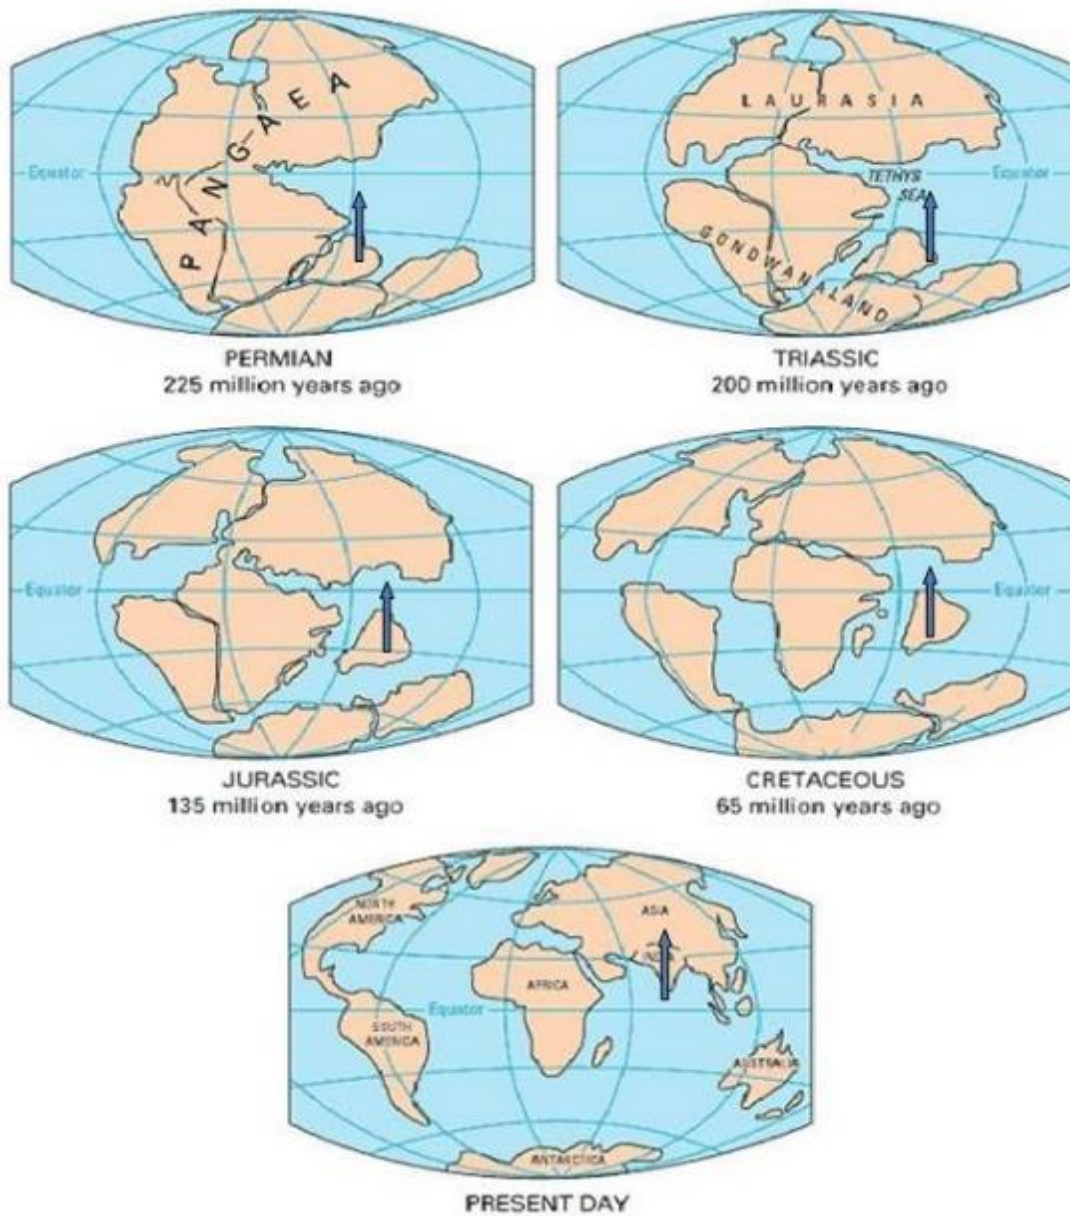 PANGAEA
Equator
PERMIAN
225 million years ago
LAURASIA
TETHYS
SEA
Equator
GONDWANALAND
TRIASSIC
200 million years ago
Equator
JURASSIC
135 million years ago
Equator
CRETACEOUS
65 million years ago
NORTH
AMERICA
ASIA
INDIA
AFRICA
Equator
SOUTH
AMERICA
AUSTRALIA
ANTARCTICA
PRESENT DAY